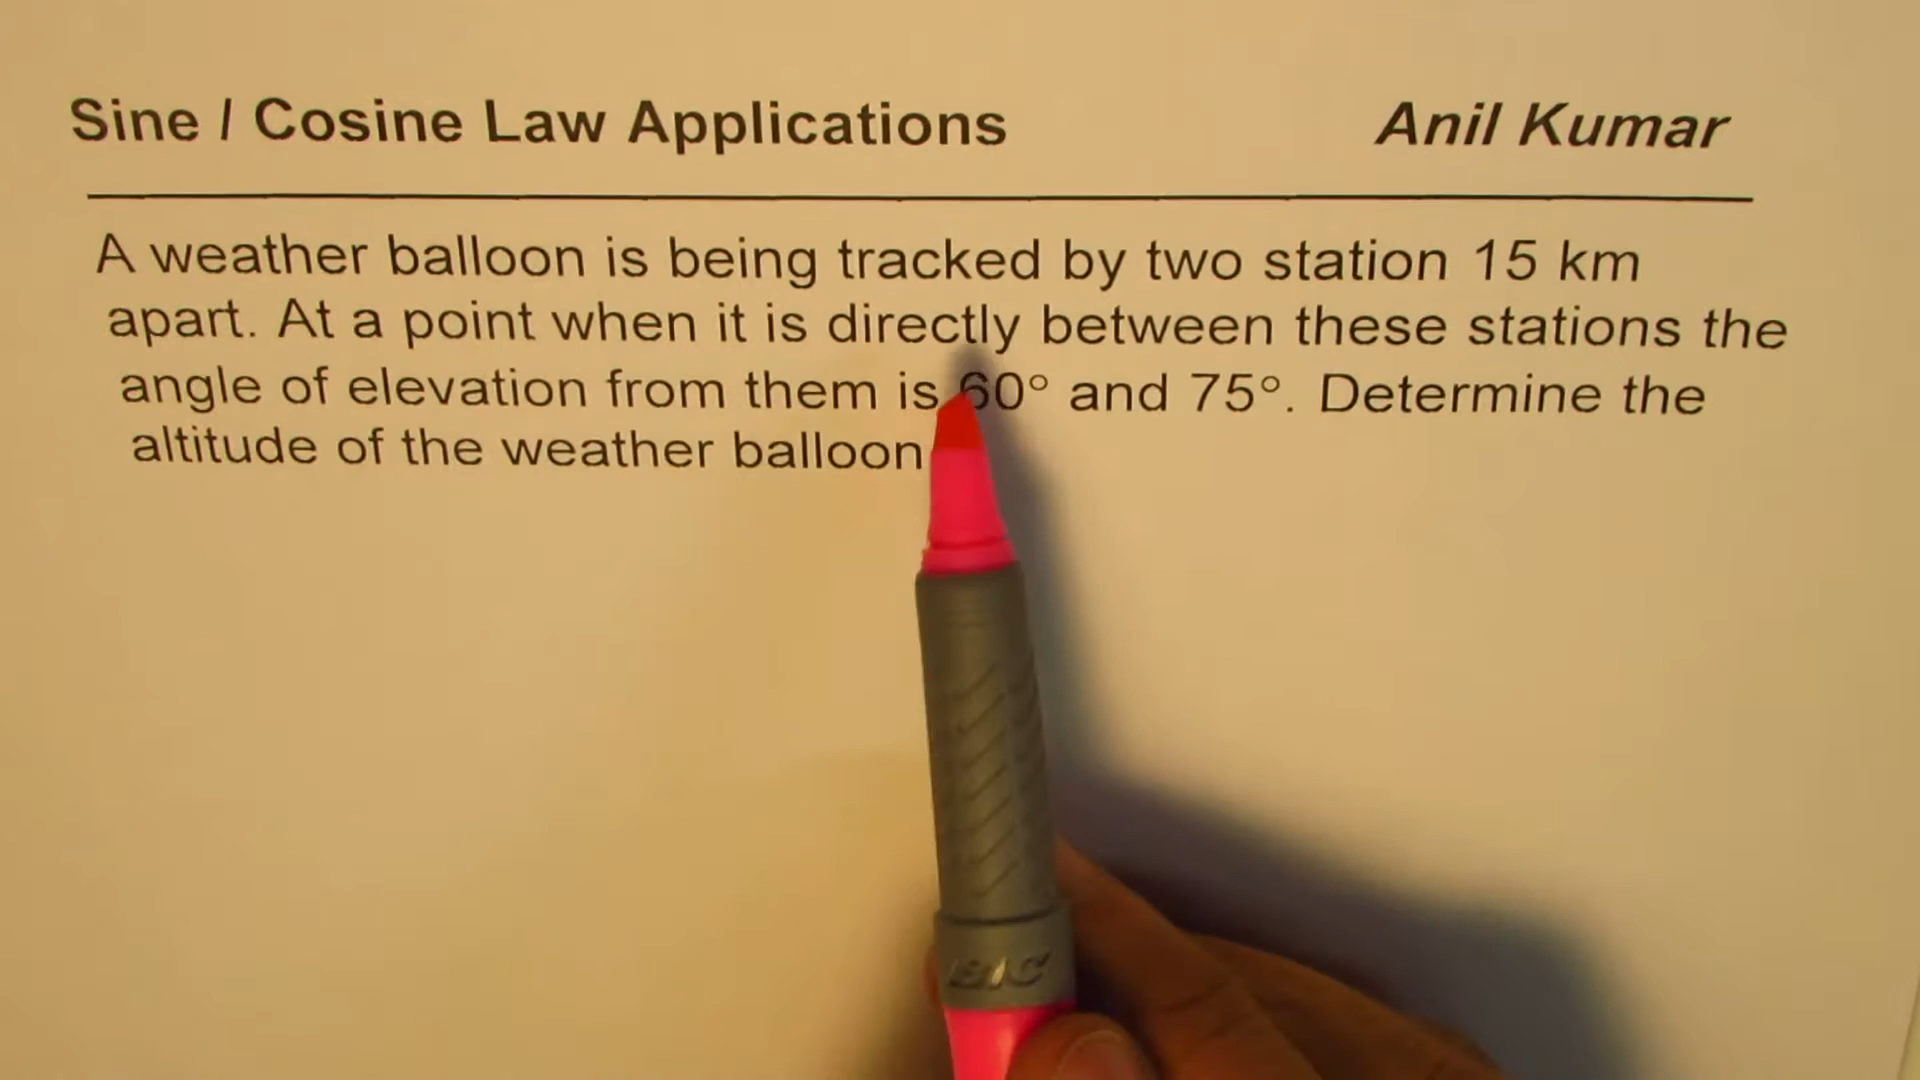 Sine / Cosine Law Applications Anil Kumar
A weather balloon is being tracked by two station 15 km
apart. At a point when it is directly between these stations the
angle of elevation from them is 60° and 75°. Determine the
altitude of the weather balloon
BIC